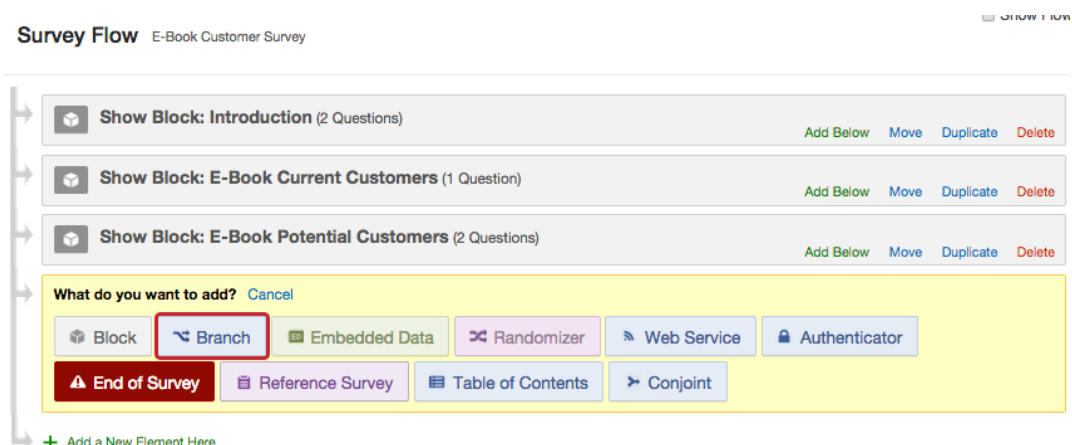 Show Flow
Survey Flow E-Book Customer Survey
Show Block: Introduction (2 Questions)
Add Below Move Duplicate Delete
Show Block: E-Book Current Customers (1 Question)
Add Below Move Duplicate Delete
Show Block: E-Book Potential Customers (2 Questions)
Add Below Move Duplicate Delete
What do you want to add? Cancel
Block Branch ED Embedded Data Randomizer Web Service Authenticator
End of Survey Reference Survey Table of Contents Conjoint
+ Add a New Element Here